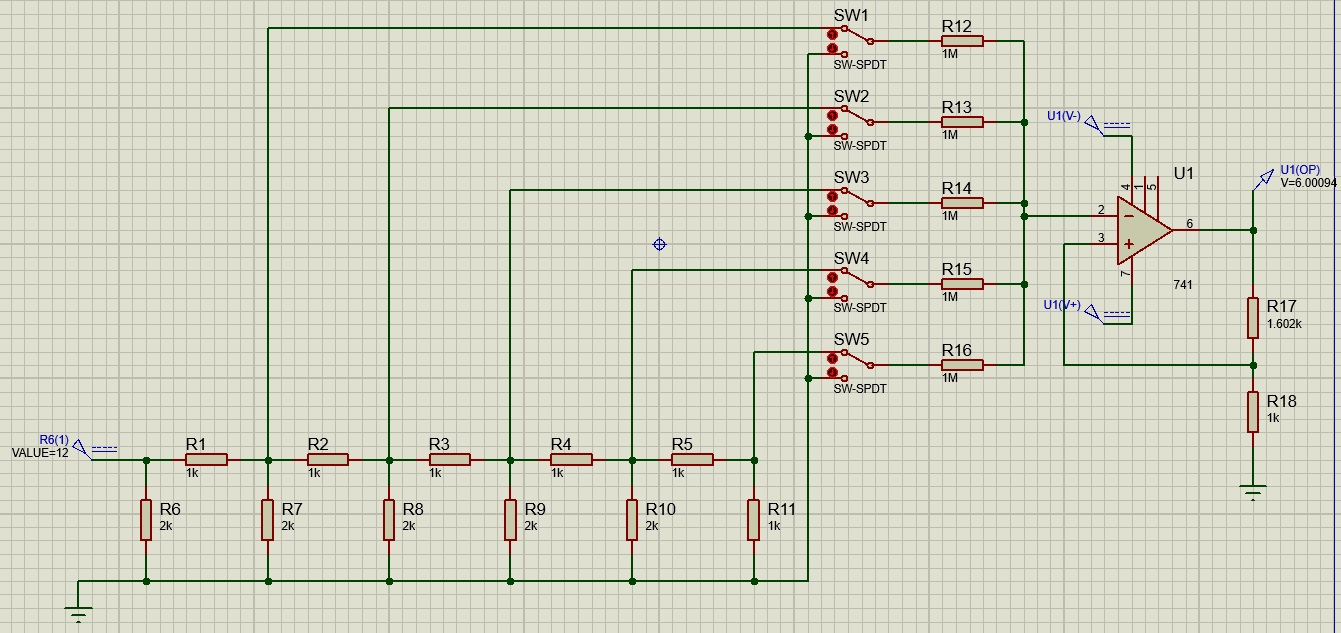 SW1
SW-SPDT
R12
1M
SW2
SW-SPDT
R13
1M
SW3
SW-SPDT
R14
1M
SW4
SW-SPDT
R15
1M
SW5
SW-SPDT
R16
1M
U1(V-)
U1
4
1
5
2
3
6
7
741
U1(V+)
U1(OP)
V=6.00094
R17
1.602k
R18
1k
R6(1)
VALUE=12
R1
1k
R2
1k
R3
1k
R4
1k
R5
1k
R6
2k
R7
2k
R8
2k
R9
2k
R10
2k
R11
1k